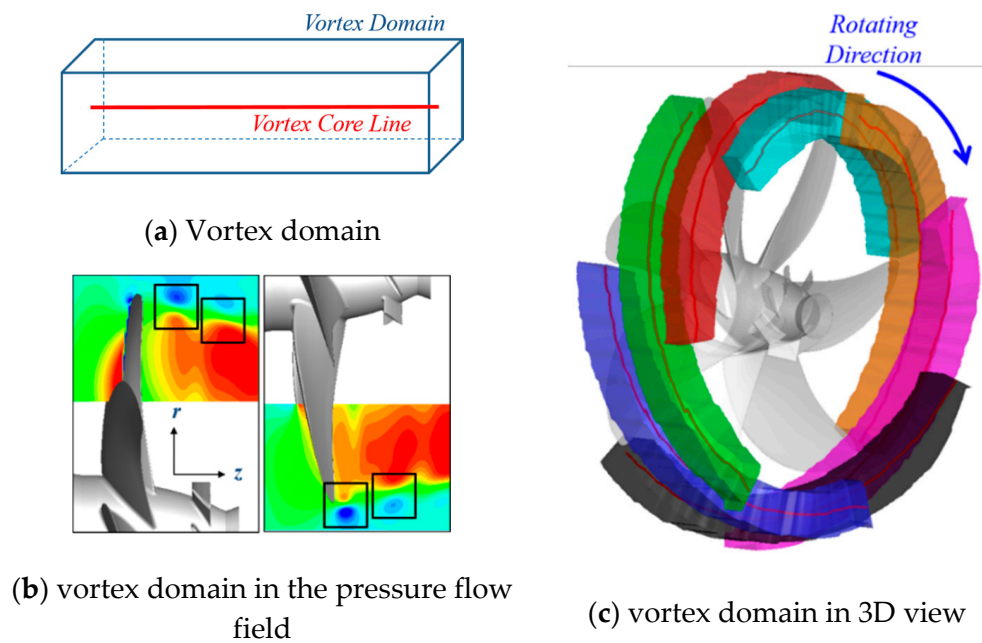 Vortex Domain
Vortex Core Line
(a) Vortex domain
r
z
(b) vortex domain in the pressure flow
field
Rotating
Direction
(c) vortex domain in 3D view